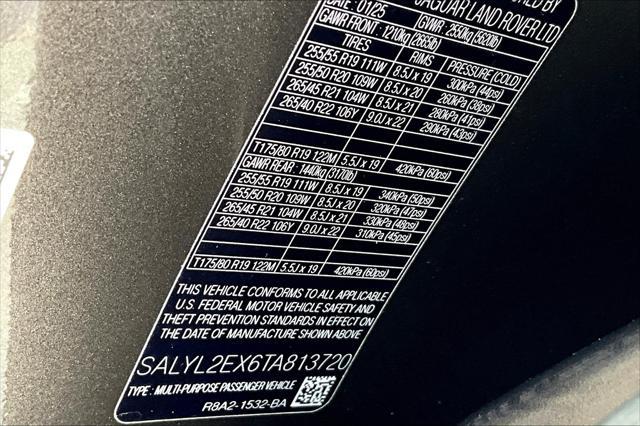 BY
DATE: 01/25 JAGUAR LAND ROVER LTD
GAWR FRONT: 1210kg (2665lb) GVWR: 2550kg (5620lb)
TIRES RIMS PRESSURE (COLD)
255/55 R19 111W 8.5J x 19 300kPa (44psi)
255/50 R20 109W 8.5J x 20 260kPa (38psi)
265/45 R21 104W 8.5J x 21 280kPa (41psi)
265/40 R22 106Y 9.0J x 22 290kPa (43psi)
T175/80 R19 122M 5.5J x 19 420kPa (60psi)
GAWR REAR: 1440kg (3170lb)
255/55 R19 111W 8.5J x 19 340kPa (50psi)
255/50 R20 109W 8.5J x 20 320kPa (47psi)
265/45 R21 104W 8.5J x 21 330kPa (48psi)
265/40 R22 106Y 9.0J x 22 310kPa (45psi)
T175/80 R19 122M 5.5J x 19 420kPa (60psi)
THIS VEHICLE CONFORMS TO ALL APPLICABLE
U.S. FEDERAL MOTOR VEHICLE SAFETY AND
THEFT PREVENTION STANDARDS IN EFFECT ON
THE DATE OF MANUFACTURE SHOWN ABOVE
SALYL2EX6TA813720
TYPE: MULTI-PURPOSE PASSENGER VEHICLE
R8A2-1532-BA